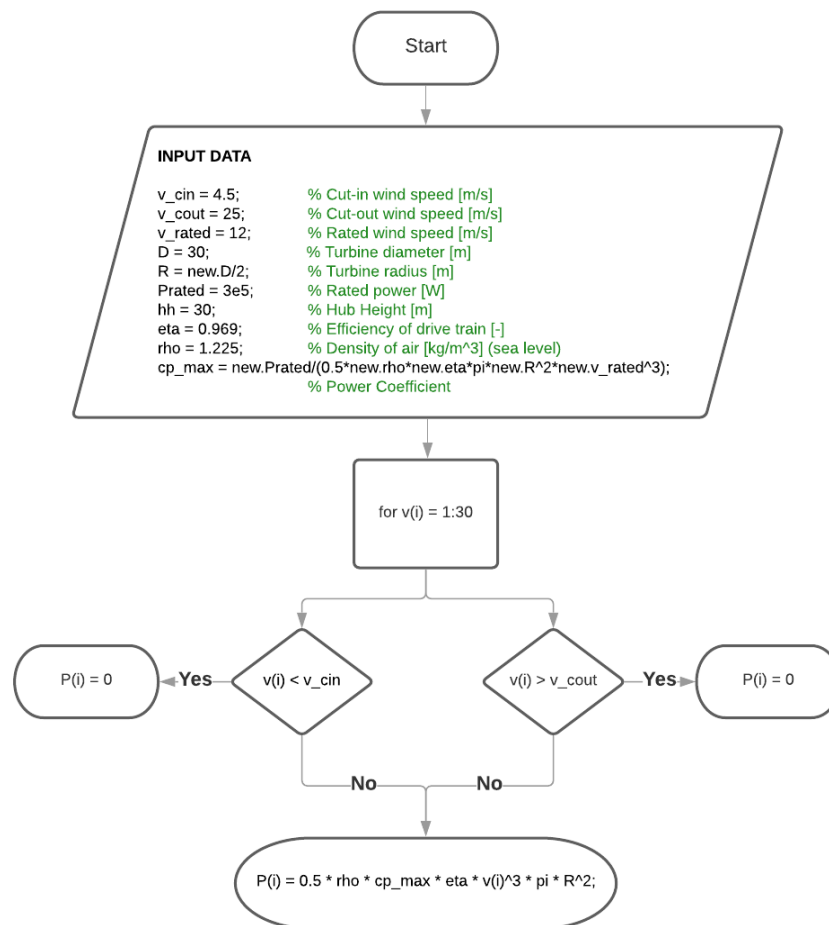 Start
INPUT DATA
v_cin = 4.5; % Cut-in wind speed [m/s]
v_cout = 25; % Cut-out wind speed [m/s]
v_rated = 12; % Rated wind speed [m/s]
D = 30; % Turbine diameter [m]
R = new.D/2; % Turbine radius [m]
Prated = 3e5; % Rated power [W]
hh = 30; % Hub Height [m]
eta = 0.969; % Efficiency of drive train [-]
rho = 1.225; % Density of air [kg/m^3] (sea level)
cp_max = new.Prated/(0.5*new.rho*new.eta*pi*new.R^2*new.v_rated^3);
% Power Coefficient
for v(i) = 1:30
P(i) = 0 Yes v(i) < v_cin v(i) > v_cout Yes P(i) = 0
No No
P(i) = 0.5 * rho * cp_max * eta * v(i)^3 * pi * R^2;